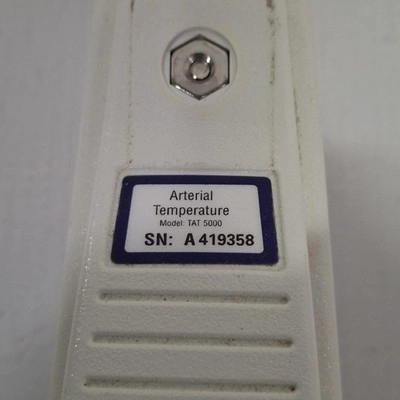 Arterial
Temperature
Model: TAT 5000
SN: A 419358